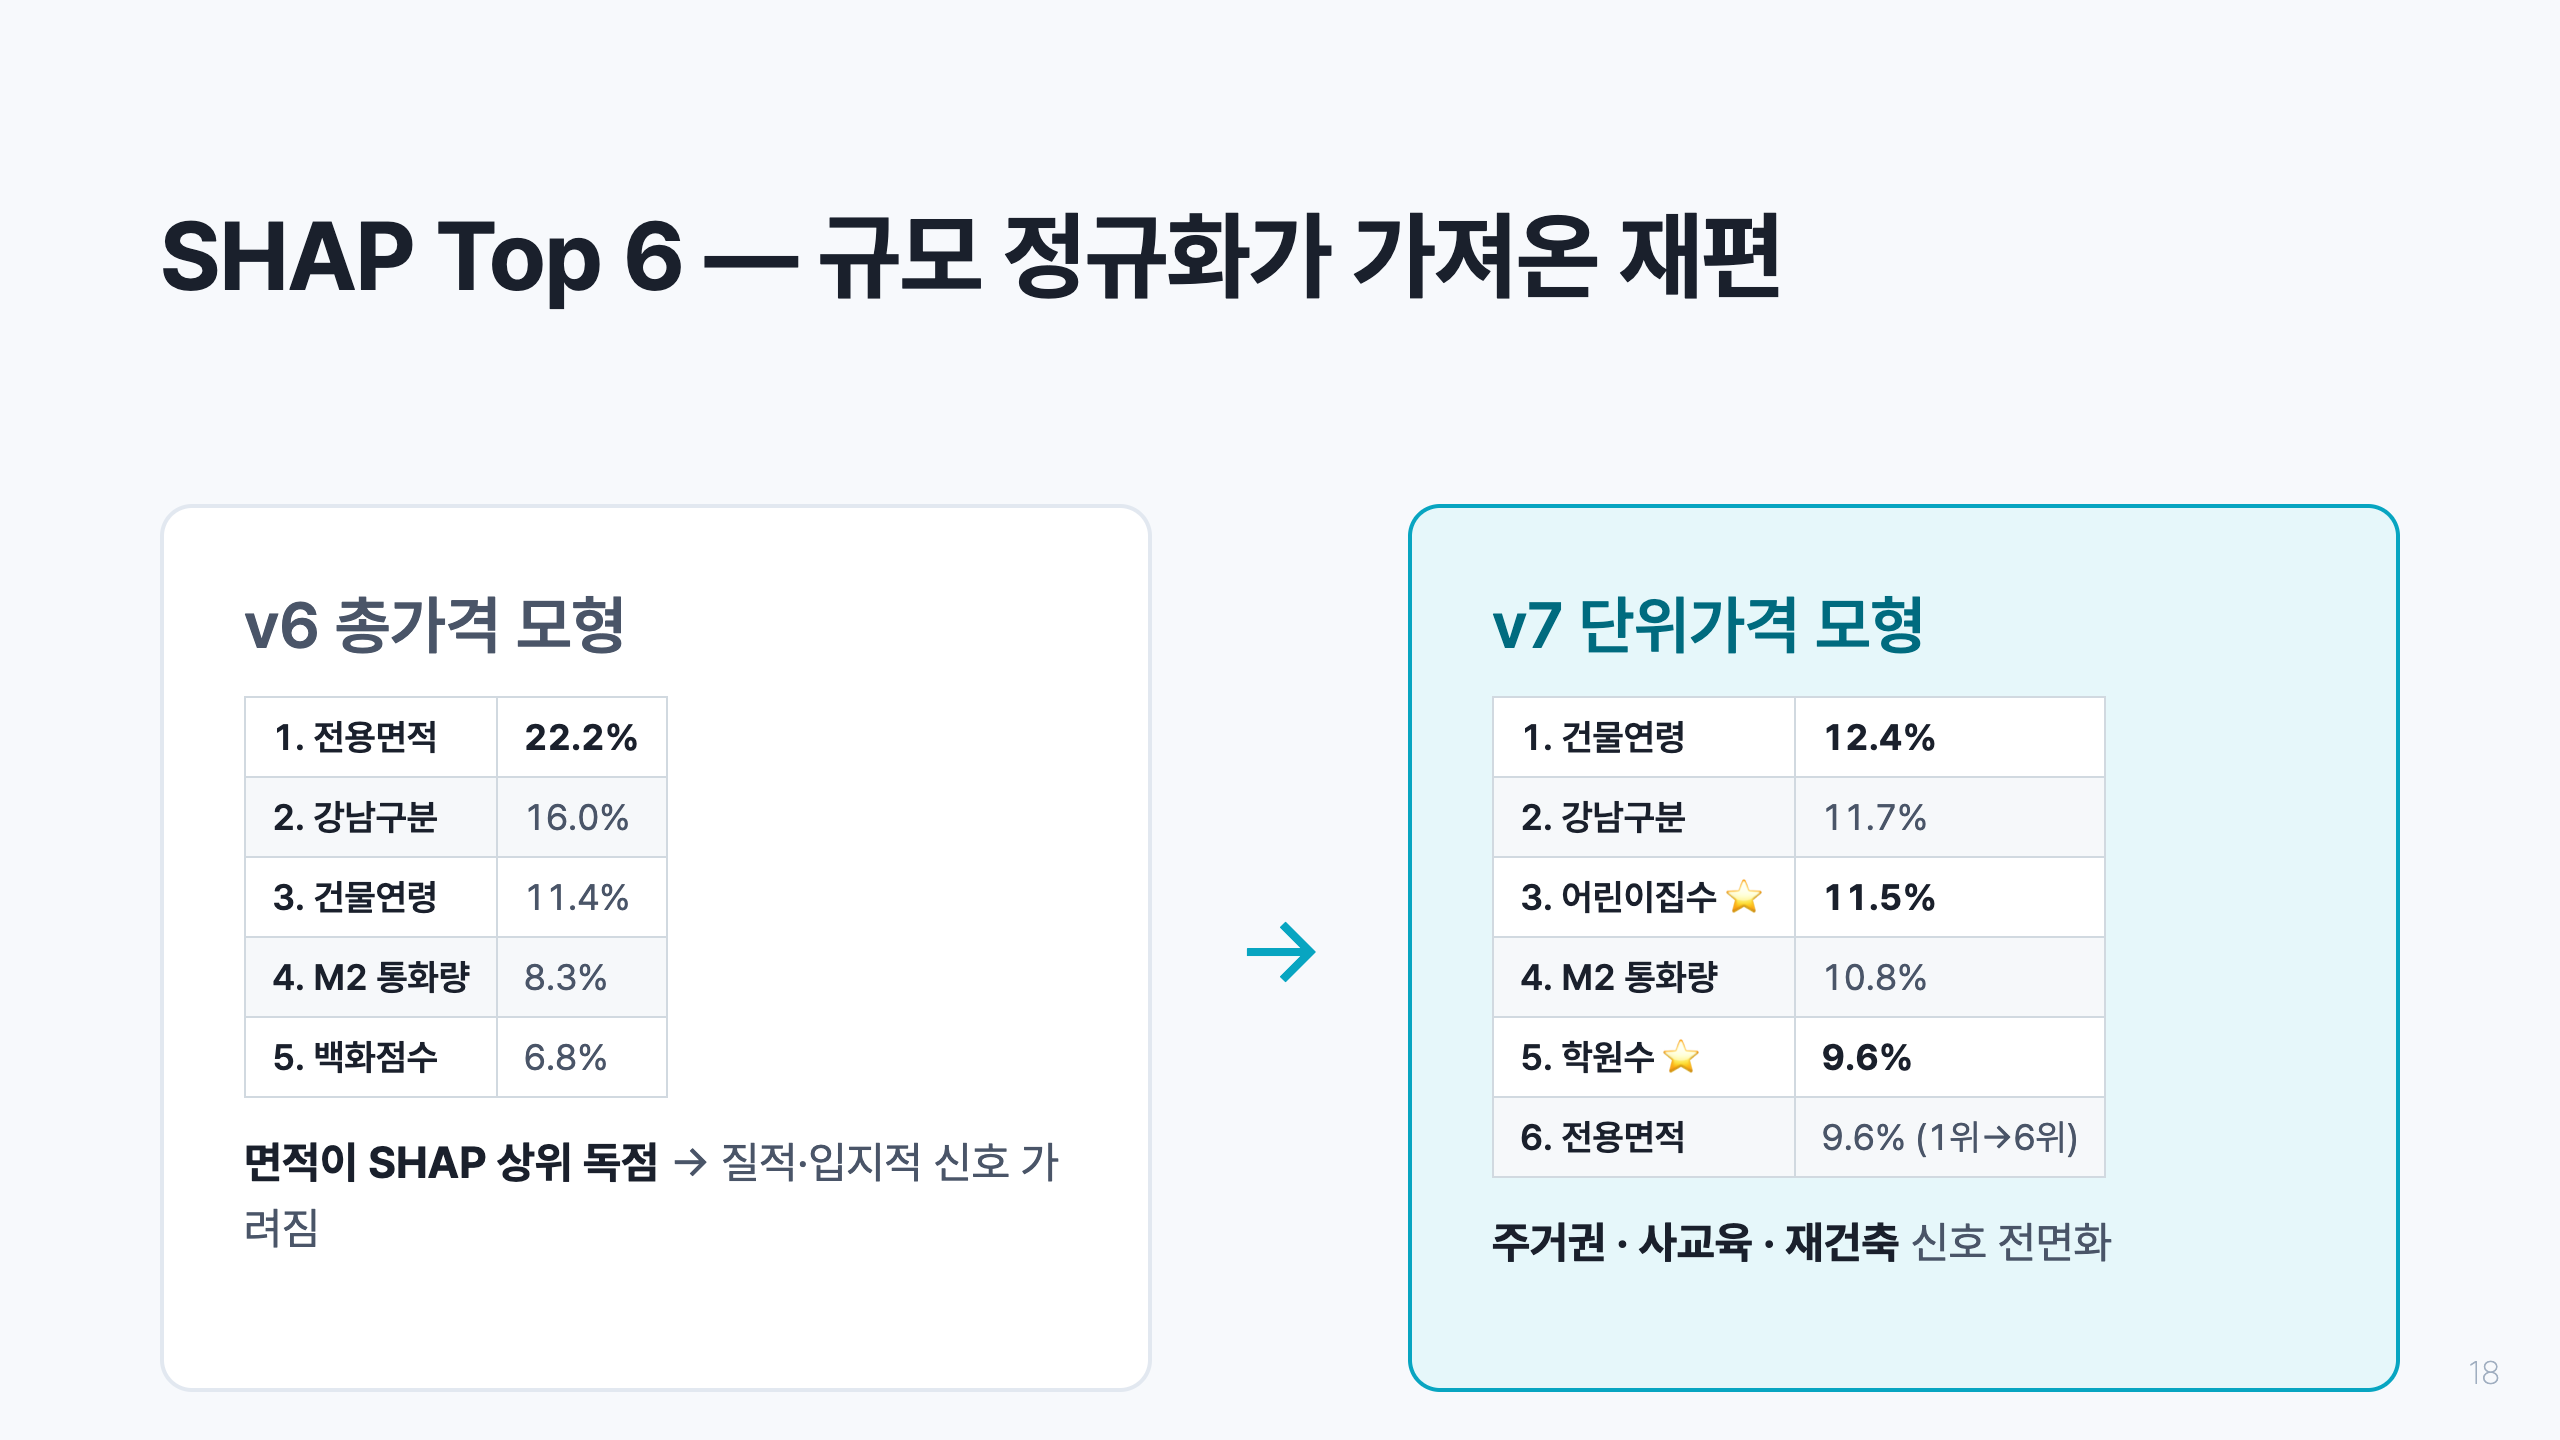 SHAP Top 6 — 규모 정규화가 가져온 재편
v6 총가격 모형
1. 전용면적 22.2%
2. 강남구분 16.0%
3. 건물연령 11.4%
4. M2 통화량 8.3%
5. 백화점수 6.8%
면적이 SHAP 상위 독점 → 질적·입지적 신호 가
려짐
→
v7 단위가격 모형
1. 건물연령 12.4%
2. 강남구분 11.7%
3. 어린이집수 ⭐ 11.5%
4. M2 통화량 10.8%
5. 학원수 ⭐ 9.6%
6. 전용면적 9.6% (1위→6위)
주거권 · 사교육 · 재건축 신호 전면화
18